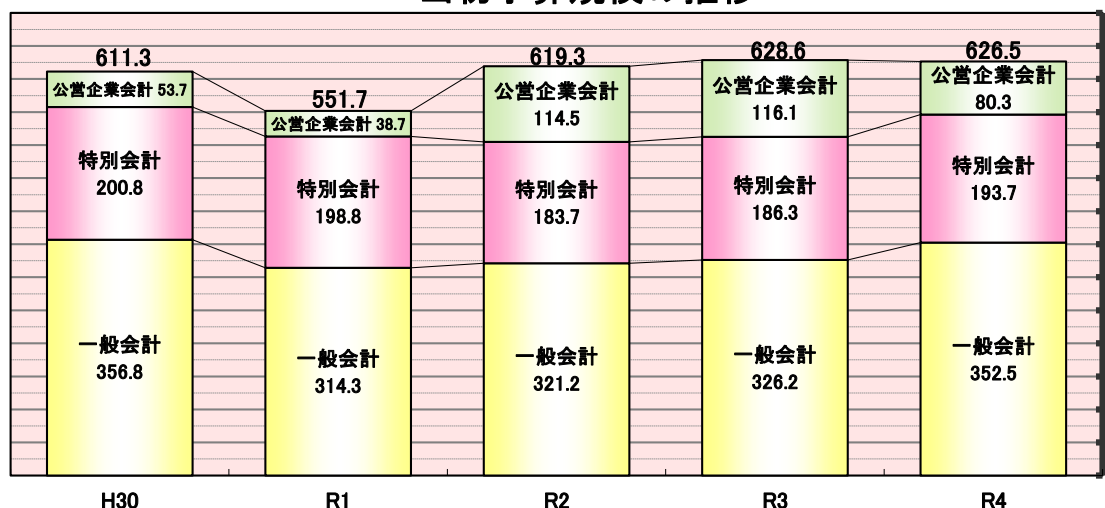 611.3
公営企業会計 53.7
特別会計
200.8
一般会計
356.8
H30
551.7
公営企業会計 38.7
特別会計
198.8
一般会計
314.3
R1
619.3
公営企業会計
114.5
特別会計
183.7
一般会計
321.2
R2
628.6
公営企業会計
116.1
特別会計
186.3
一般会計
326.2
R3
626.5
公営企業会計
80.3
特別会計
193.7
一般会計
352.5
R4